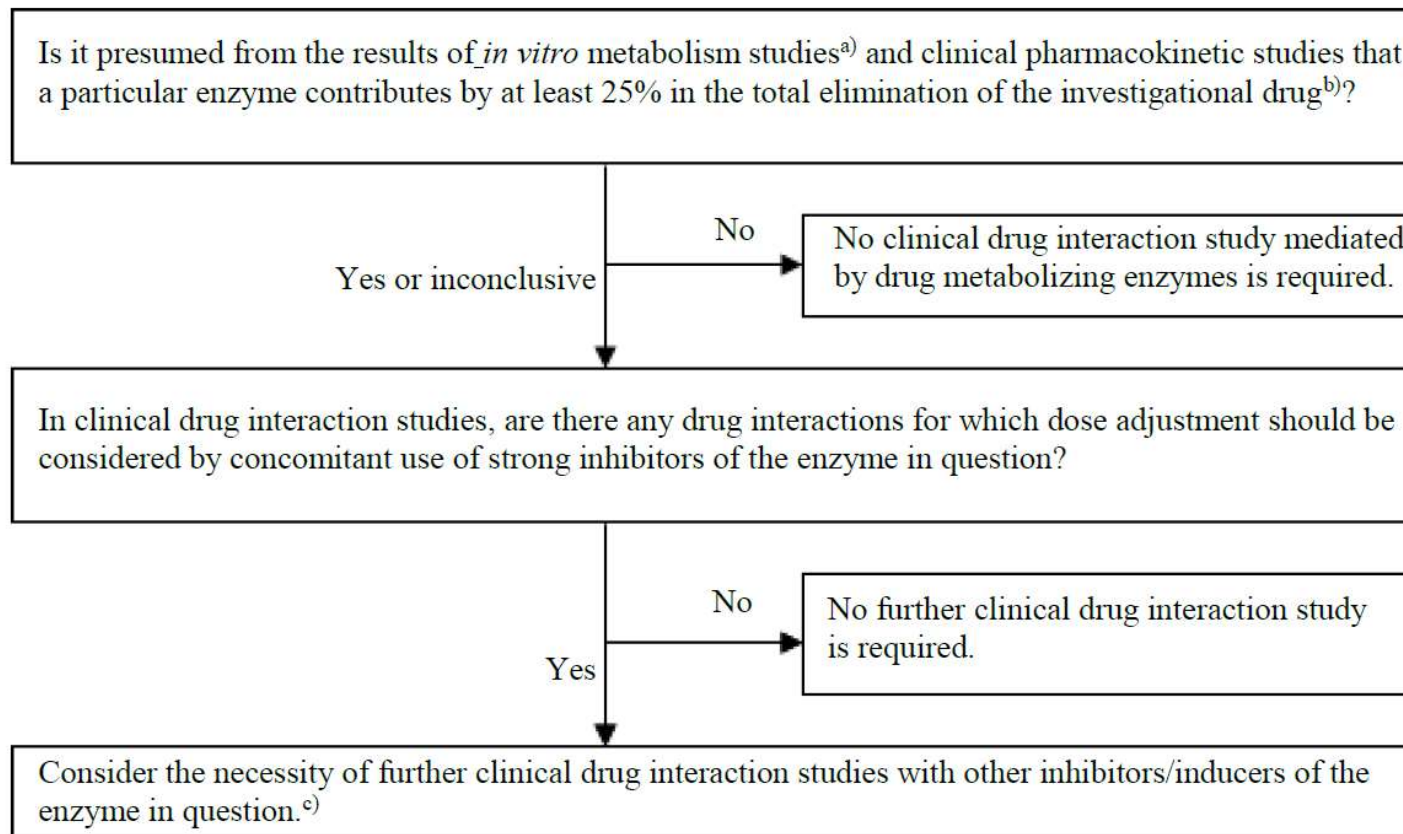 Is it presumed from the results of in vitro metabolism studiesa) and clinical pharmacokinetic studies that
a particular enzyme contributes by at least 25% in the total elimination of the investigational drugb)?
No
No clinical drug interaction study mediated
by drug metabolizing enzymes is required.
Yes or inconclusive
In clinical drug interaction studies, are there any drug interactions for which dose adjustment should be
considered by concomitant use of strong inhibitors of the enzyme in question?
No
No further clinical drug interaction study
is required.
Yes
Consider the necessity of further clinical drug interaction studies with other inhibitors/inducers of the
enzyme in question.c)